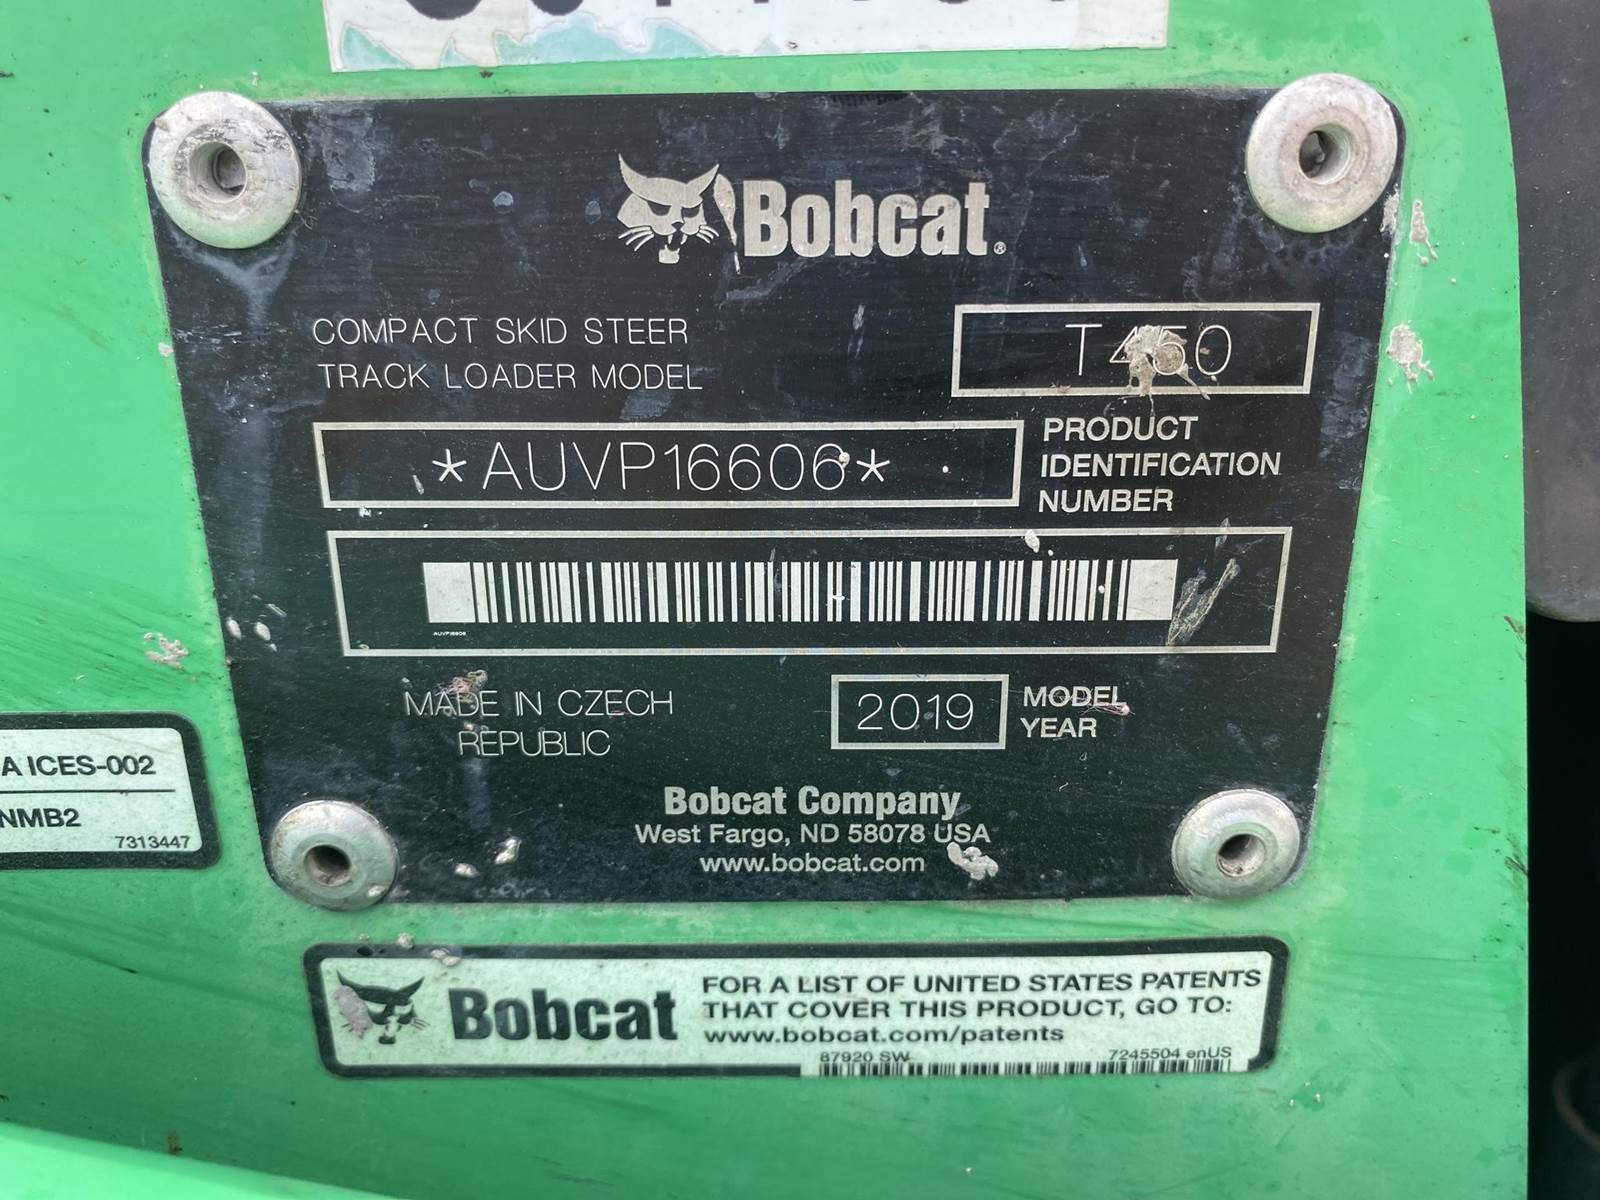 Bobcat®
COMPACT SKID STEER
TRACK LOADER MODEL
T450
*AUVP16606*
PRODUCT
IDENTIFICATION
NUMBER
AUVP16606
MADE IN CZECH
REPUBLIC
2019
MODEL
YEAR
Bobcat Company
West Fargo, ND 58078 USA
www.bobcat.com
A ICES-002
NMB2
7313447
Bobcat
FOR A LIST OF UNITED STATES PATENTS
THAT COVER THIS PRODUCT, GO TO:
www.bobcat.com/patents
87920 SW
7245504 enUS